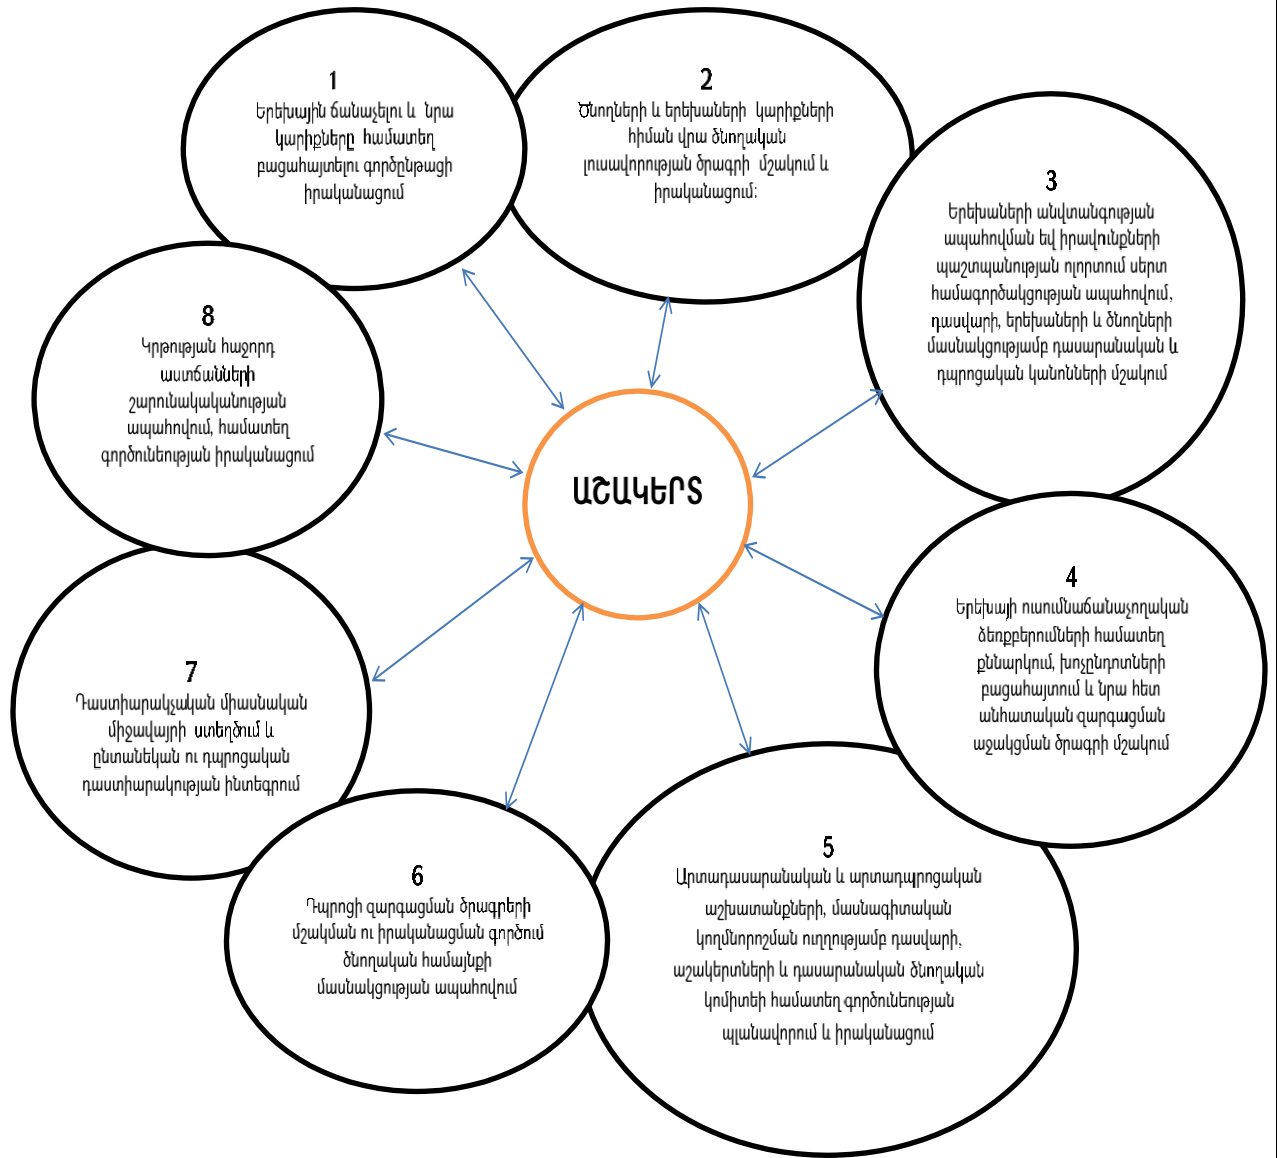 1
Երեխային ճանաչելու և նրա
կարիքները համատեղ
բացահայտելու գործընթացի
իրականացում
2
Ծնողների և երեխաների կարիքների
հիման վրա ծնողական
լուսավորության ծրագրի մշակում և
իրականացում:
3
Երեխաների անվտանգության
ապահովման եվ իրավունքների
պաշտպանության ոլորտում սերտ
համագործակցության ապահովում,
դասվարի, երեխաների և ծնողների
մասնակցությամբ դասարանական և
դպրոցական կանոնների մշակում
4
Երեխայի ուսումնաճանաչողական
ձեռքբերումների համատեղ
քննարկում, խոչընդոտների
բացահայտում և նրա հետ
անհատական զարգացման
աջակցման ծրագրի մշակում
5
Արտադասարանական և արտադպրոցական
աշխատանքների, մասնագիտական
կողմնորոշման ուղղությամբ դասվարի,
աշակերտների և դասարանական ծնողական
կոմիտեի համատեղ գործունեության
պլանավորում և իրականացում
6
Դպրոցի զարգացման ծրագրերի
մշակման ու իրականացման գործում
ծնողական համայնքի
մասնակցության ապահովում
7
Դաստիարակչական միասնական
միջավայրի ստեղծում և
ընտանեկան ու դպրոցական
դաստիարակության ինտեգրում
8
Կրթության հաջորդ
աստճանների
շարունակականության
ապահովում, համատեղ
գործունեության իրականացում
ԱՇԱԿԵՐՏ